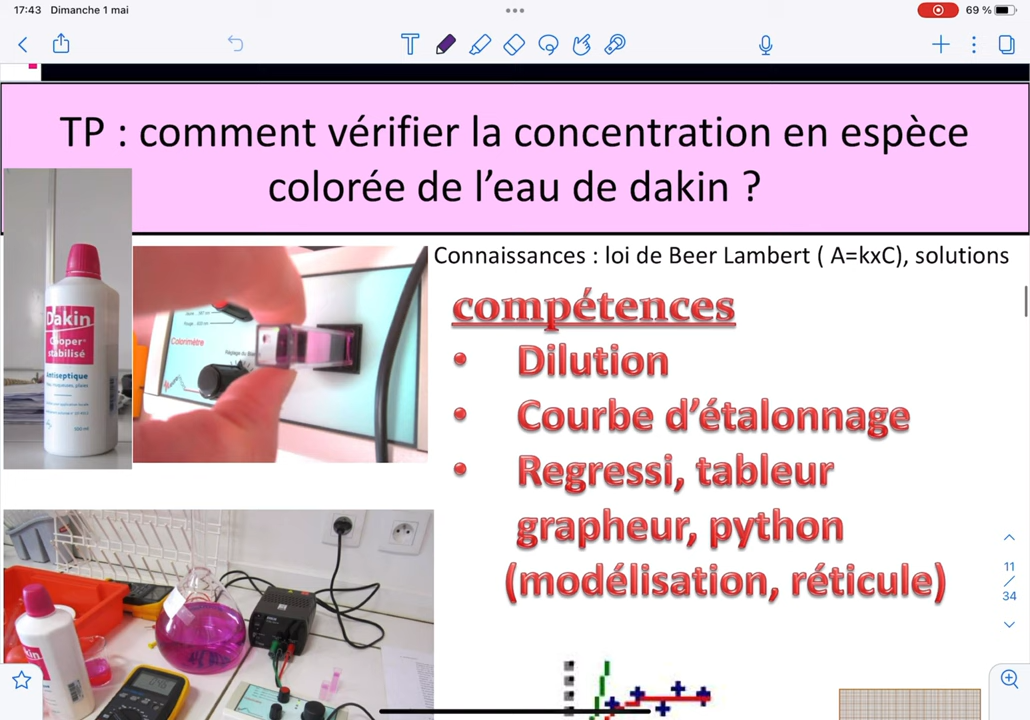 17:43 Dimanche 1 mai
69 %
TP : comment vérifier la concentration en espèce
colorée de l'eau de dakin ?
Connaissances : loi de Beer Lambert ( A=kxC), solutions
compétences
• Dilution
• Courbe d'étalonnage
• Regressi, tableur
grapheur, python
(modélisation, réticule)
Dakin
Cooper
stabilisé
Antiseptique
Colorimètre
11
34